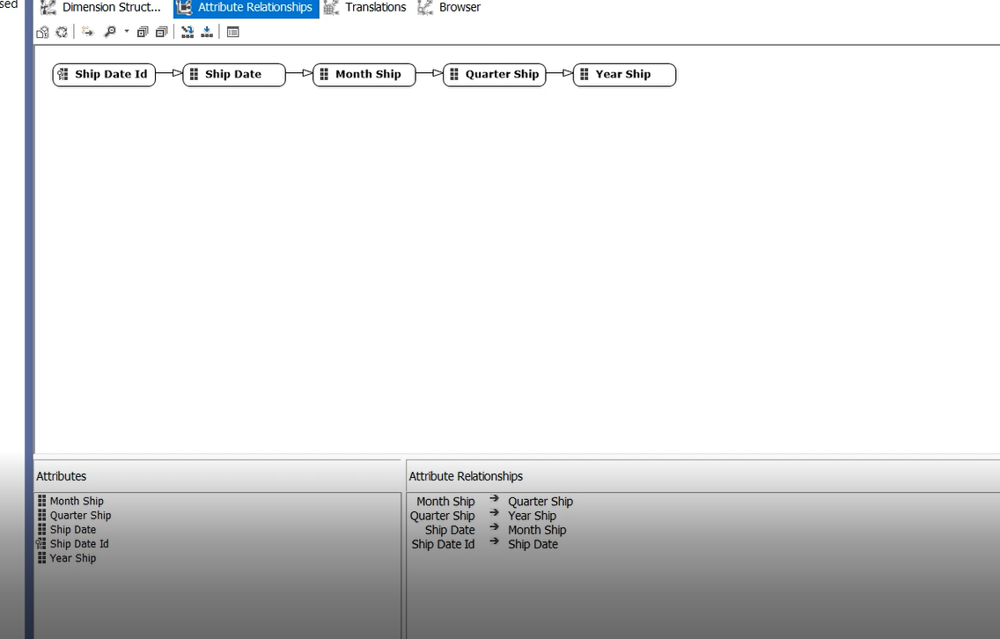 sed
Dimension Struct... Attribute Relationships Translations Browser
Ship Date Id Ship Date Month Ship Quarter Ship Year Ship
Attributes
Month Ship
Quarter Ship
Ship Date
Ship Date Id
Year Ship
Attribute Relationships
Month Ship → Quarter Ship
Quarter Ship → Year Ship
Ship Date → Month Ship
Ship Date Id → Ship Date